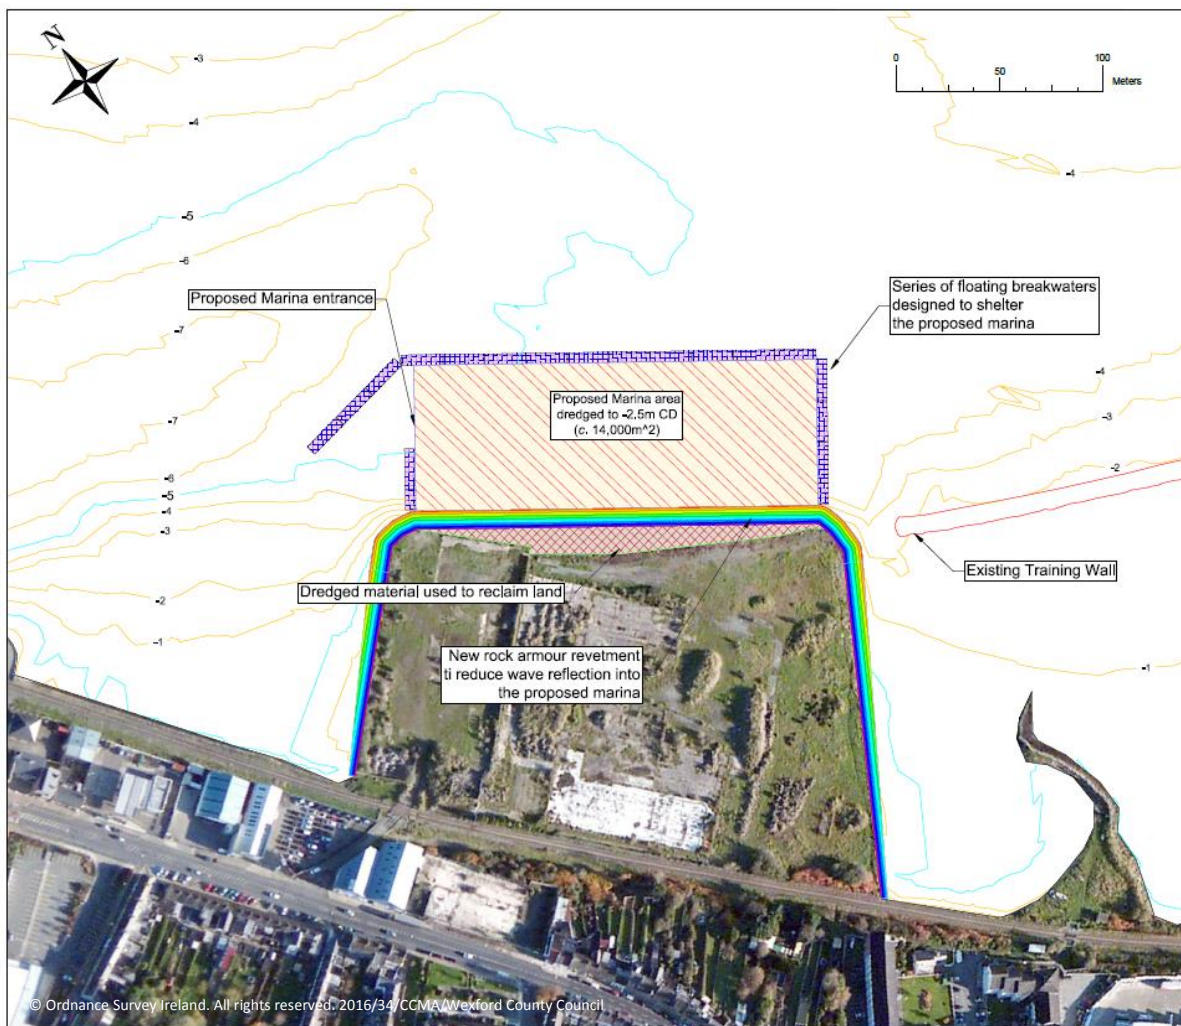 N
0
50
100
Meters
-3
-4
-4
-5
-6
Proposed Marina entrance
Series of floating breakwaters
designed to shelter
the proposed marina
-7
-4
Proposed Marina area
dredged to -2.5m CD
(c. 14,000m^2)
-7
-3
-6
-2
-5
-4
-3
Existing Training Wall
Dredged material used to reclaim land
-2
-1
New rock armour revetment
ti reduce wave reflection into
the proposed marina
-1
© Ordnance Survey Ireland. All rights reserved. 2016/34/CCMA/Wexford County Council